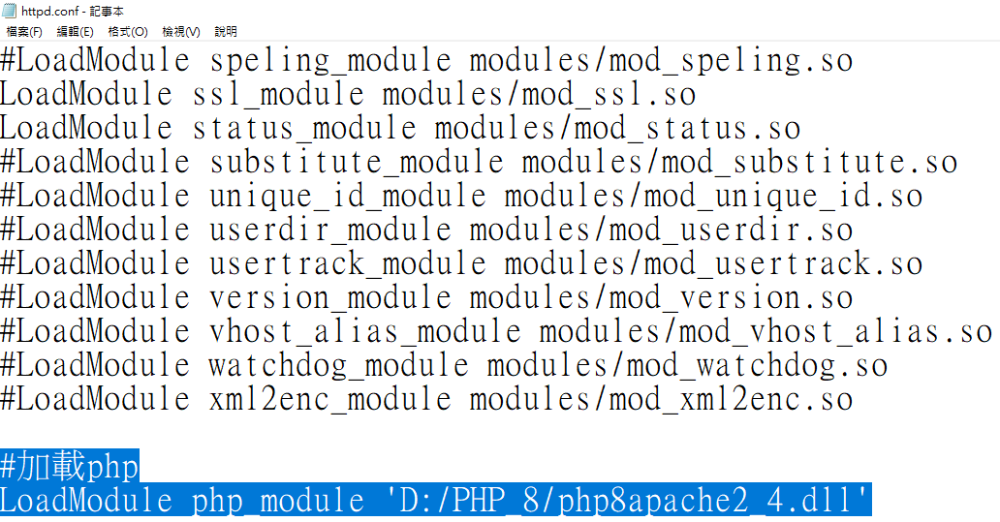 httpd.conf - 記事本
檔案(F) 編輯(E) 格式(O) 檢視(V) 說明
#LoadModule speling_module modules/mod_speling.so
LoadModule ssl_module modules/mod_ssl.so
LoadModule status_module modules/mod_status.so
#LoadModule substitute_module modules/mod_substitute.so
#LoadModule unique_id_module modules/mod_unique_id.so
#LoadModule userdir_module modules/mod_userdir.so
#LoadModule usertrack_module modules/mod_usertrack.so
#LoadModule version_module modules/mod_version.so
#LoadModule vhost_alias_module modules/mod_vhost_alias.so
#LoadModule watchdog_module modules/mod_watchdog.so
#LoadModule xml2enc_module modules/mod_xml2enc.so
#加載php
LoadModule php_module 'D:/PHP_8/php8apache2_4.dll'